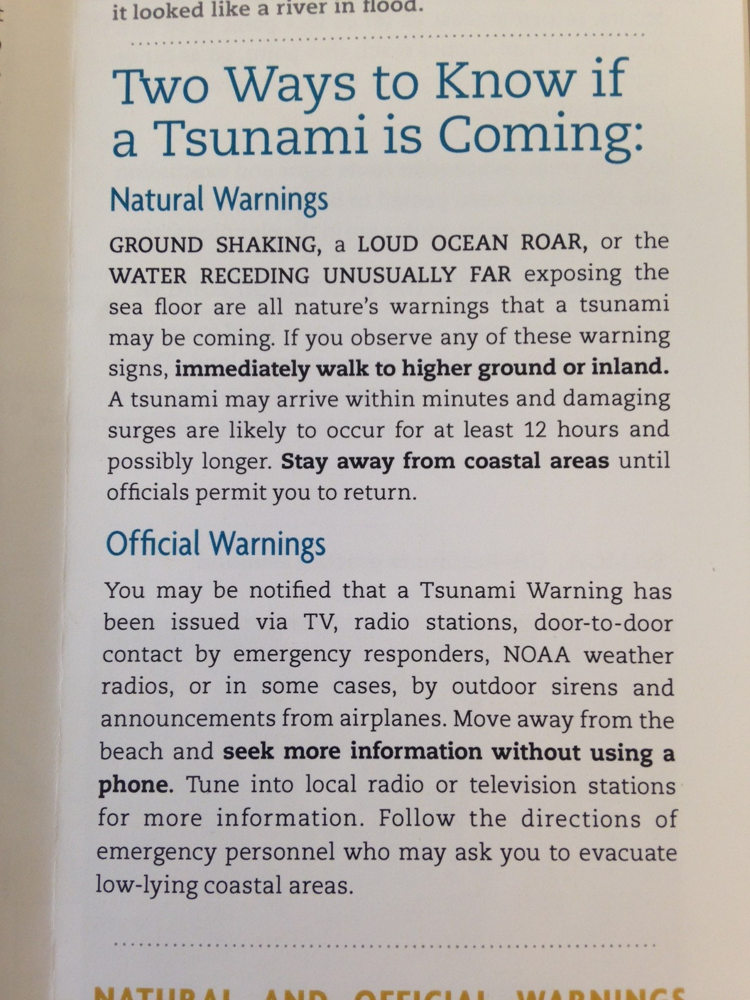 it looked like a river in flood.
Two Ways to Know if
a Tsunami is Coming:
Natural Warnings
GROUND SHAKING, a LOUD OCEAN ROAR, or the
WATER RECEDING UNUSUALLY FAR exposing the
sea floor are all nature's warnings that a tsunami
may be coming. If you observe any of these warning
signs, immediately walk to higher ground or inland.
A tsunami may arrive within minutes and damaging
surges are likely to occur for at least 12 hours and
possibly longer. Stay away from coastal areas until
officials permit you to return.
Official Warnings
You may be notified that a Tsunami Warning has
been issued via TV, radio stations, door-to-door
contact by emergency responders, NOAA weather
radios, or in some cases, by outdoor sirens and
announcements from airplanes. Move away from the
beach and seek more information without using a
phone. Tune into local radio or television stations
for more information. Follow the directions of
emergency personnel who may ask you to evacuate
low-lying coastal areas.
NATURAL AND OFFICIAL WARNINGS